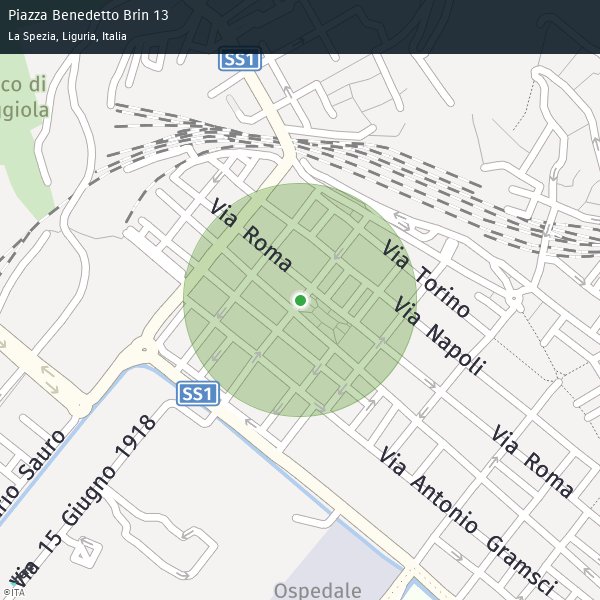 Piazza Benedetto Brin 13
La Spezia, Liguria, Italia
SS1
co di
giola
Via Roma
Via Torino
Via Napoli
SS1
Via Roma
Via Antonio Gramsci
rio Sauro
Via 15 Giugno 1918
Ospedale
©ITA